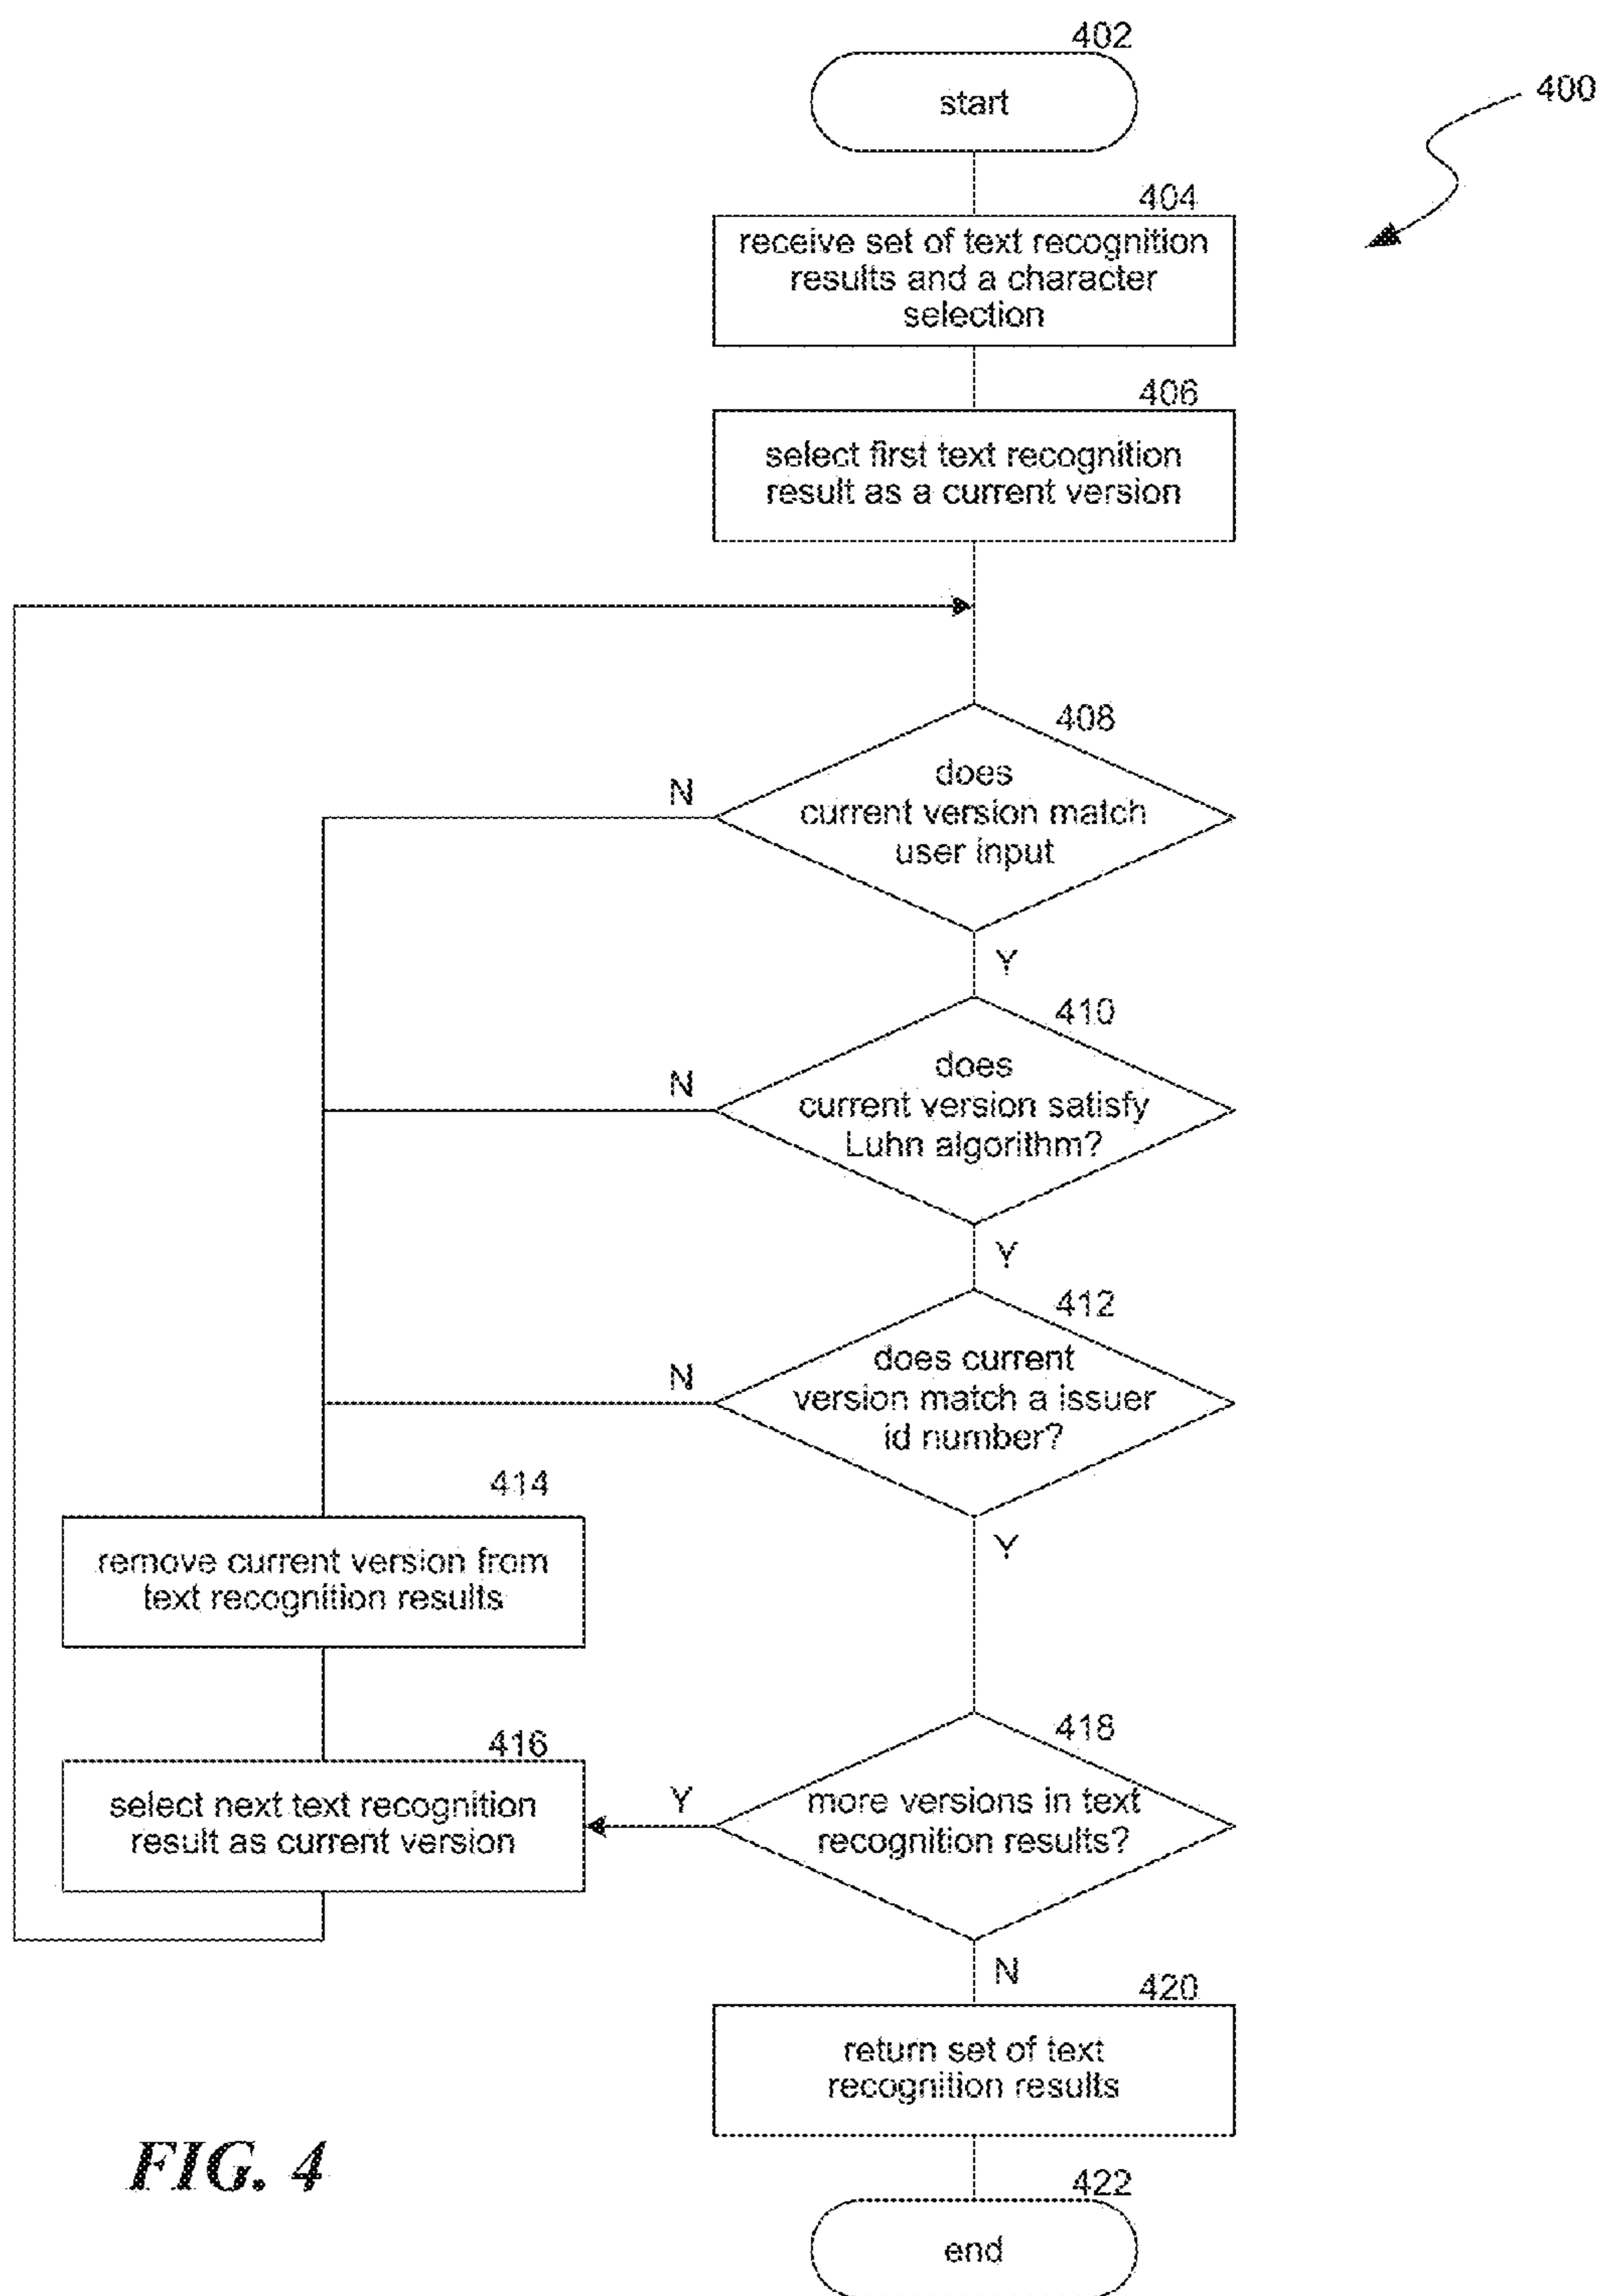 402
start
400
404
receive set of text recognition
results and a character
selection
406
select first text recognition
result as a current version
408
does
current version match
user input
N
Y
410
does
current version satisfy
Luhn algorithm?
N
Y
412
does current
version match a issuer
id number?
N
Y
414
remove current version from
text recognition results
416
select next text recognition
result as current version
418
more versions in text
recognition results?
Y
N
420
return set of text
recognition results
FIG. 4
422
end